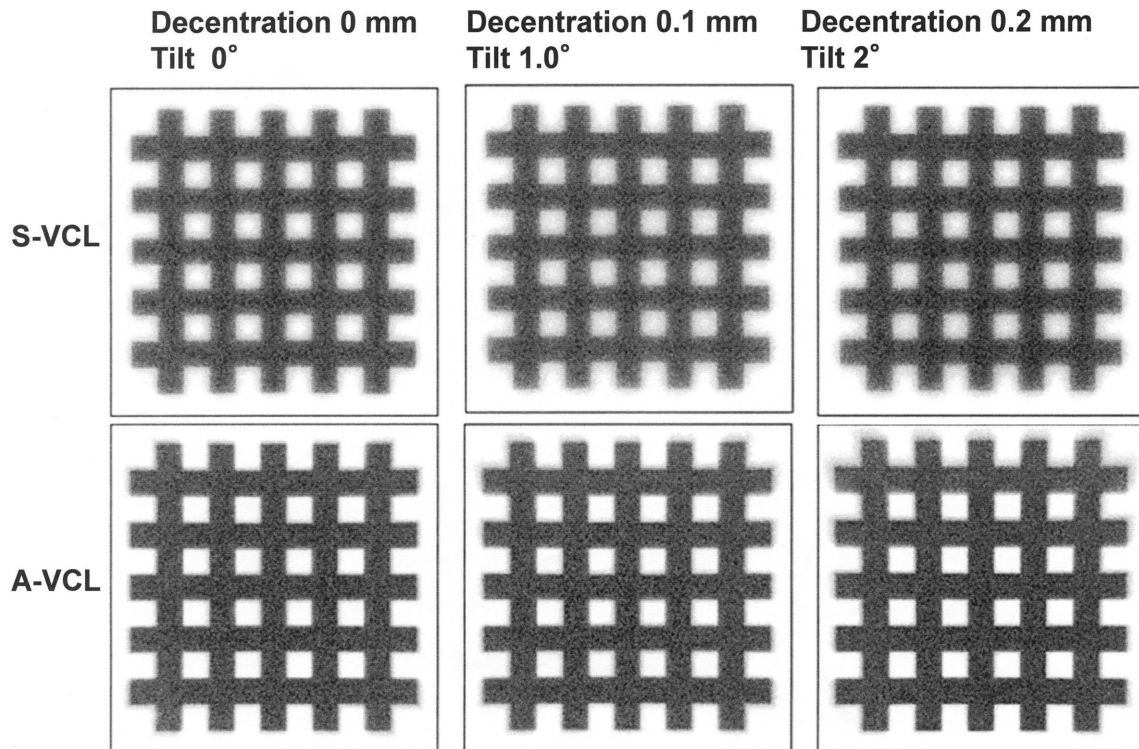 Decentration 0 mm
Tilt 0°
Decentration 0.1 mm
Tilt 1.0°
Decentration 0.2 mm
Tilt 2°
S-VCL
A-VCL